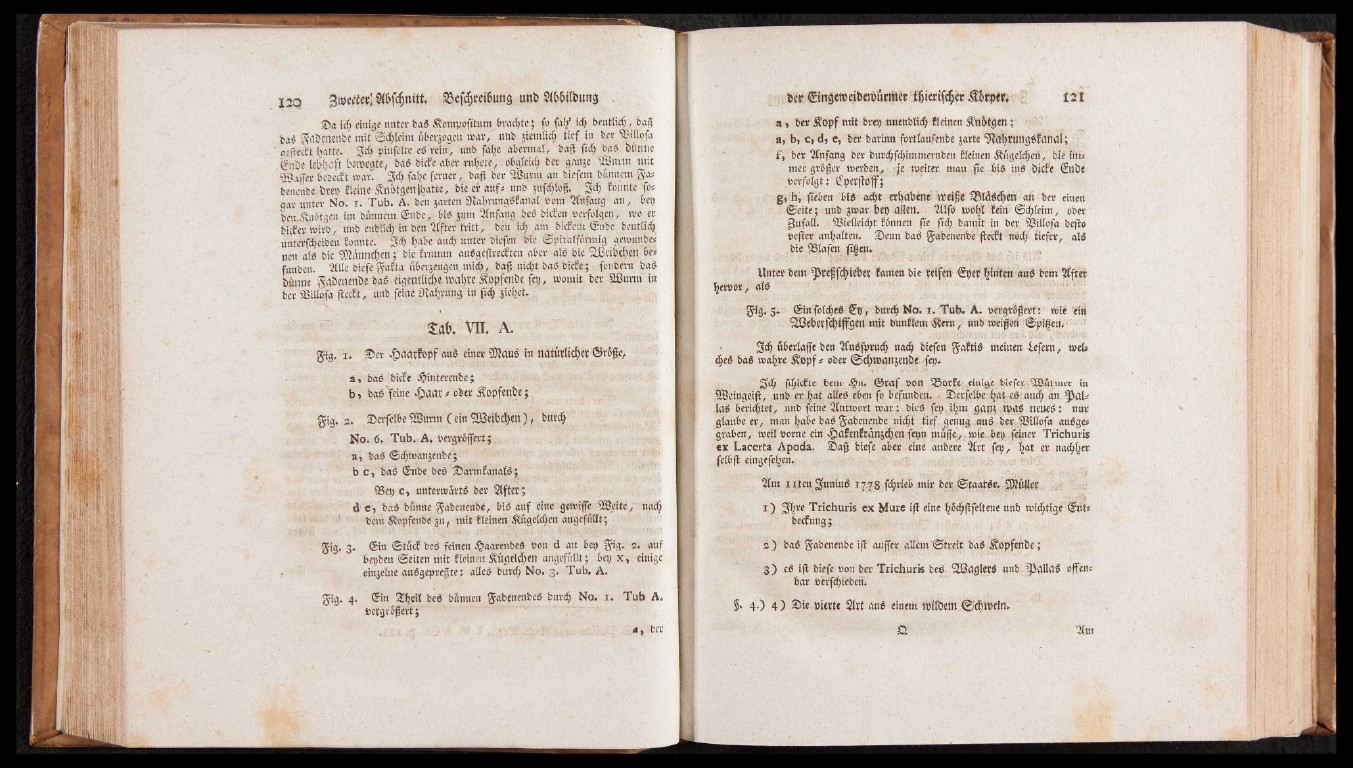 120 Zweeter Abschnitt. Beschreibung und Abbildung
Da ich einige unter das Kompositum brachte; so sah' ich deutlich, daß
das Fadenende mit Schleim überzogen war, und ziemlich tief in der Villosa
gesteckt hatte. Ich pinselte es rein, und sahe abermal, daß sich das dünne
Ende lebhaft bewegte, das dicke aber ruhete, obgleich der ganze Wurm mit
Wasser bedeckt war. Ich sahe ferner, daß der Wurm an diesem dünnem Fa-
denende drey kleine Knötgen hatte, die er auf- und zuschloß. Ich konnte so-
gar unter No. 1. Tub. A. den zarten Nahrungskanal vom Anfang an, bey
den Knötgen im dünnem Ende, bis zum Anfang des dicken verfolgen, wo er
dicker wird, und endlich in den After tritt, den ich am dickem Ende deutlich
unterscheiden konnte. Ich habe auch unter diesen die Spiralförmig gewunde-
nen als die Männchen; die krumm ausgestreckten aber als die Weibchen be-
funden. Alle diese Fakta überzeugen mich, daß nicht das dicke; sondern das
dünne Fadenende das eigentliche wahre Kopfende sey, womit der Wurm in
der Villosa steckt, und seine Nahrung in sich ziehet.
Tab. VII. A.
Fig. 1. Der Haarkopf aus einer Maus in natürlicher Größe,
a, das dicke Hinterende;
b, das feine Haar- oder Kopfende;
Fig. 2. Derselbe Wurm (ein Weibchen), durch
No. 6. Tub. A. vergrössert;
a, das Schwanzende;
b c, das Ende des Darmkanals;
Bey c, unterwärts der After;
d e, das dünne Fadenende, bis auf eine gewisse Weite, nach
dem Kopfende zu, mit kleinen Kügelchen angefüllt;
Fig. 3. Ein Stück des feinen Haarendes von d an bey Fig. 2. auf
beyden Seiten mit kleinen Kügelchen angefüllt; bey x, einige
einzelne ausgepreßte: alles durch No. 3. Tub. A.
Fig. 4. Ein Theil des dünnen Fadenendes durch No. 1. Tub A.
vergrößert;
a, der
der Eingeweidewürmer thierischer Körper. 121
a, der Kopf mit drey unendlich kleinen Knötgen;
a, b, c, d, e, der darinn fortlaufende zarte Nahrungskanal;
f, der Anfang der durchschimmernden kleinen Kügelchen, die im-
mer größer werden, je weiter man sie bis ins dicke Ende
verfolgt: Eyerstoff;
g, h, sieben bis acht erhabene weiße Bläschen an der einen
Seite; und zwar bey allen. Also wohl kein Schleim, oder
Zufall. Vielleicht können sie sich damit in der Villosa desto
vester anhalten. Denn das Fadenende steckt noch tiefer, als
die Blasen sitzen.
Unter dem Preßschieber kamen die reifen Eyer hinten aus dem After
hervor, als
Fig. 5. Ein solches Ey, durch No. 1. Tub. A. vergrößert: wie ein
Weberschiffgen mit dunklem Kern, und weißen Spitzen.
Ich überlasse den Ausspruch nach diesen Faktis meinen Lesern, wel-
ches das wahre Kopf- oder Schwanzende sey.
Ich schickte dem Hn. Graf von Borke einige dieser Würmer in
Weingeist, und er hat alles eben so befunden. Derselbe hat es auch an Pal-
las berichtet, und seine Antwort war: dies sey ihm ganz was neues: nur
glaube er, man habe das Fadenende nicht tief genug aus der Villosa ausge-
graben, weil vorne ein Hakenkränzchen seyn müsse, wie bey seiner Trichuris
ex Lacerta Apoda. Daß diese aber eine andere Art sey, hat er nachher
selbst eingesehen.
Am 11ten Junius 1778 schrieb mir der Staatsr. Müller
1) Ihre Trichuris ex Mure ist eine höchstseltene und wichtige Ent-
deckung;
2) das Fadenende ist ausser allem Streit das Kopfende;
3) es ist diese von der Trichuris des Waglers und Pallas offen-
bar verschieden.
§. 4.) 4) Die vierte Art aus einem wildem Schwein.
Q Am